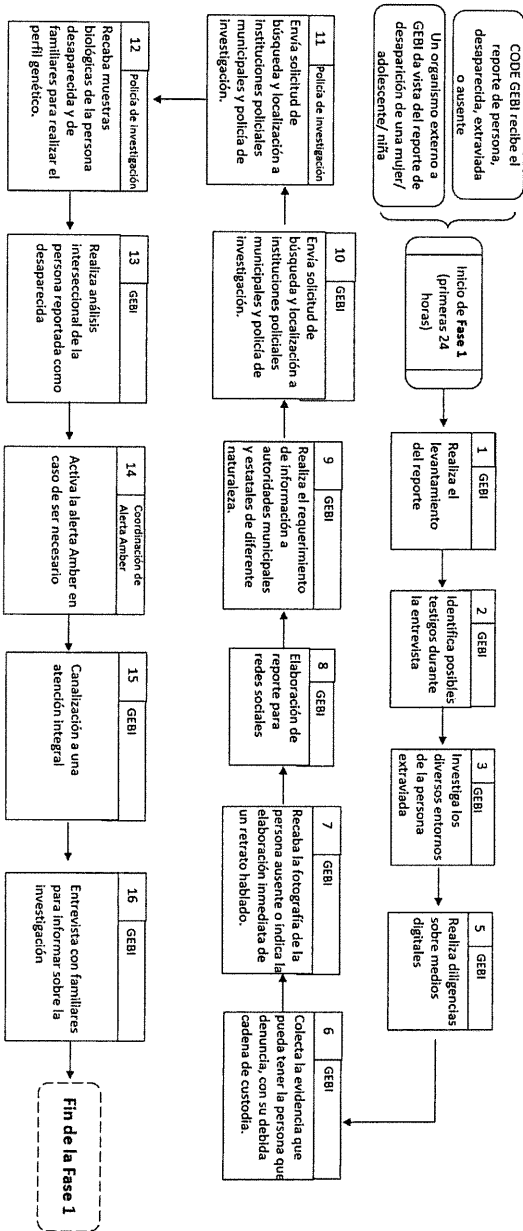 CODE GEBI recibe el
reporte de persona,
desaparecida, extraviada
o ausente
Un organismo externo a
GEBI da vista del reporte de
desaparición de una mujer/
adolescente/ niña
Inicio de Fase 1
(primeras 24
horas)
1
GEBI
Realiza el
levantamiento
del reporte
2
GEBI
Identifica posibles
testigos durante
la entrevista
3
GEBI
Investiga los
diversos entornos
de la persona
extraviada
5
GEBI
Realiza diligencias
sobre medios
digitales
6
GEBI
Colecta la evidencia que
pueda tener la persona que
denuncia, con su debida
cadena de custodia.
7
GEBI
Recaba la fotografía de la
persona ausente o indica la
elaboración inmediata de
un retrato hablado.
8
GEBI
Elaboración de
reporte para
redes sociales
9
GEBI
Realiza el requerimiento
de información a
autoridades municipales
y estatales de diferente
naturaleza.
10
GEBI
Envía solicitud de
búsqueda y localización a
instituciones policiales
municipales y policía de
investigación.
11
Policía de investigación
Envía solicitud de
búsqueda y localización a
instituciones policiales
municipales y policía de
investigación.
12
Policía de investigación
Recaba muestras
biológicas de la persona
desaparecida y de
familiares para realizar el
perfil genético.
13
GEBI
Realiza análisis
interseccional de la
persona reportada como
desaparecida
14
Coordinación de
Alerta Amber
Activa la alerta Amber en
caso de ser necesario
15
GEBI
Canalización a una
atención integral
16
GEBI
Entrevista con familiares
para informar sobre la
investigación
Fin de la Fase 1